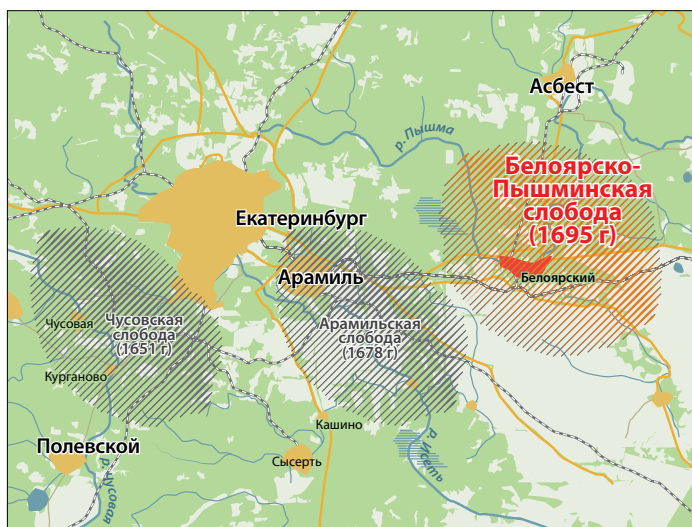 Асбест
р. Пышма
Белоярско-
Пышминская
слобода
(1695 г)
Екатеринбург
Арамиль
Белоярский
Чусовая
Чусовская
слобода
(1651 г)
Арамильская
слобода
(1678 г)
Курганово
Кашино
Полевской
Сысерть
р. Чусовая
р. Исеть